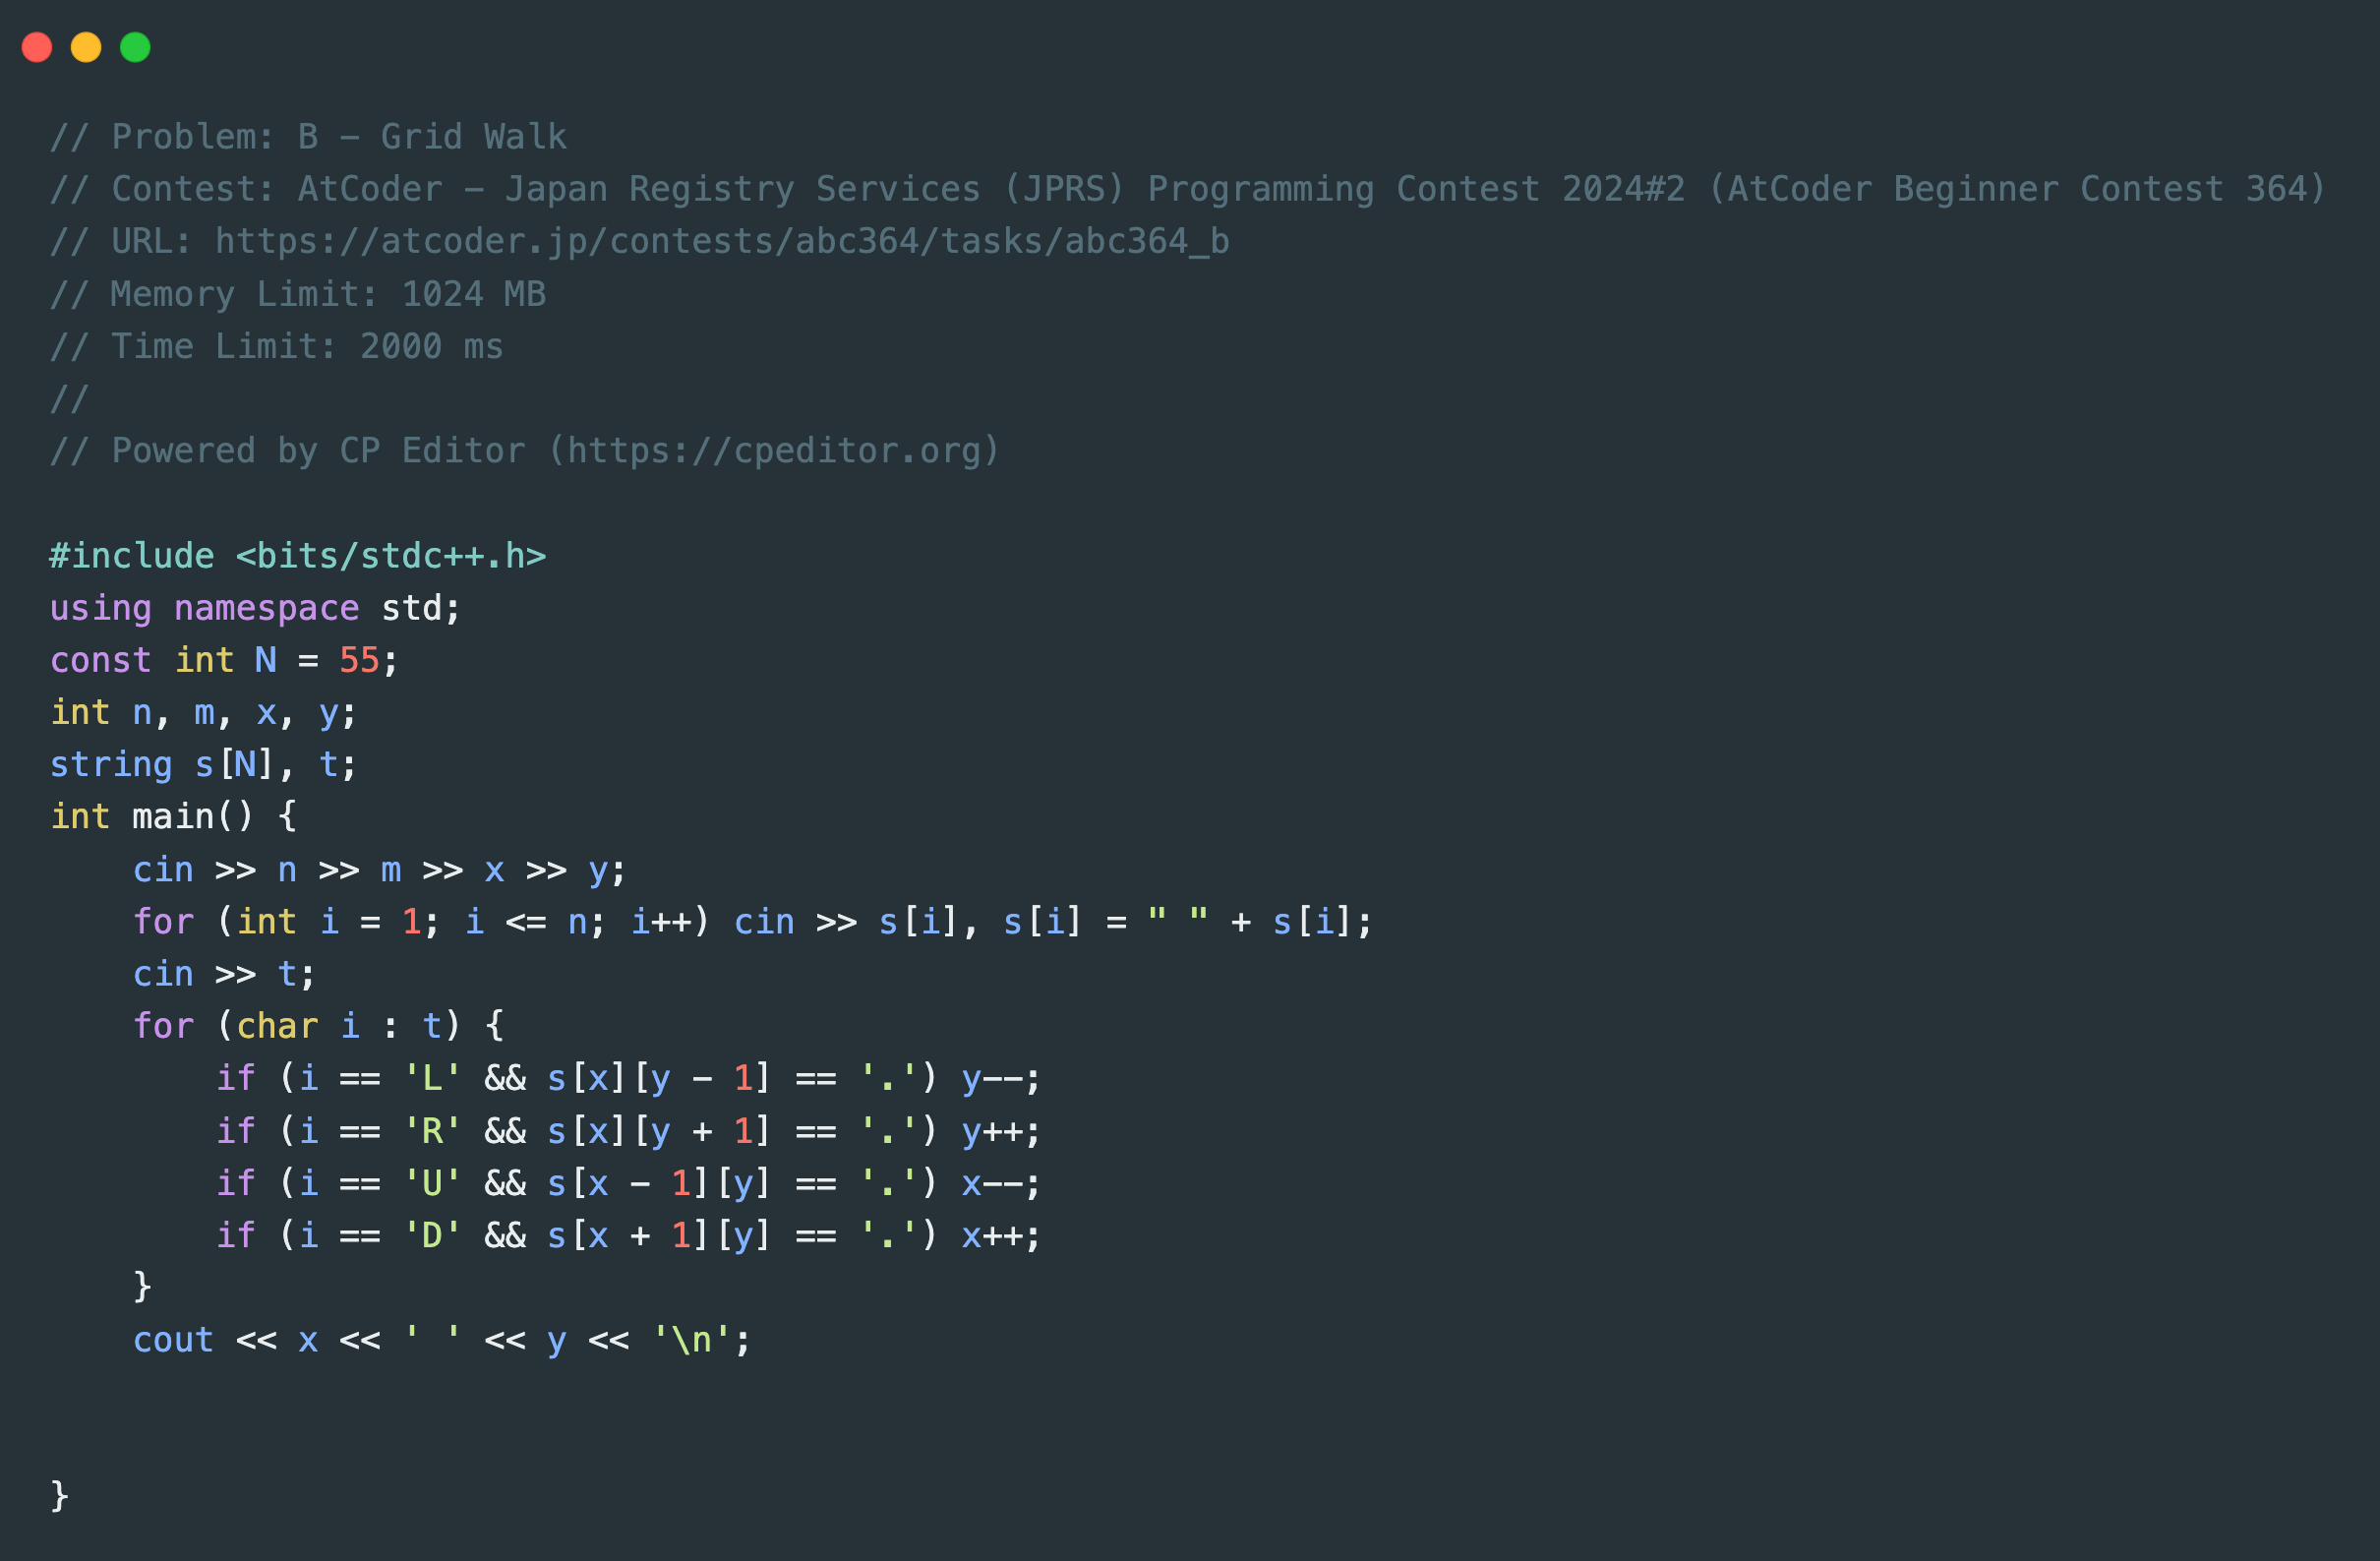 // Problem: B - Grid Walk
// Contest: AtCoder - Japan Registry Services (JPRS) Programming Contest 2024#2 (AtCoder Beginner Contest 364)
// URL: https://atcoder.jp/contests/abc364/tasks/abc364_b
// Memory Limit: 1024 MB
// Time Limit: 2000 ms
//
// Powered by CP Editor (https://cpeditor.org)

#include <bits/stdc++.h>
using namespace std;
const int N = 55;
int n, m, x, y;
string s[N], t;
int main() {
    cin >> n >> m >> x >> y;
    for (int i = 1; i <= n; i++) cin >> s[i], s[i] = " " + s[i];
    cin >> t;
    for (char i : t) {
        if (i == 'L' && s[x][y - 1] == '.') y--;
        if (i == 'R' && s[x][y + 1] == '.') y++;
        if (i == 'U' && s[x - 1][y] == '.') x--;
        if (i == 'D' && s[x + 1][y] == '.') x++;
    }
    cout << x << ' ' << y << '\n';


}